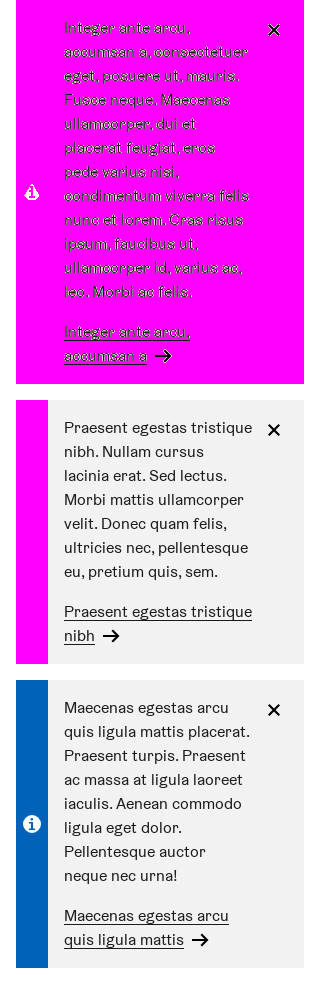 Integer ante arcu,
accumsan a, consectetuer
eget, posuere ut, mauris.
Fusce neque. Maecenas
ullamcorper, dui et
placerat feugiat, eros
pede varius nisi,
condimentum viverra felis
nunc et lorem. Cras risus
ipsum, faucibus ut,
ullamcorper id, varius ac,
leo. Morbi ac felis.
Integer ante arcu,
accumsan a
Praesent egestas tristique
nibh. Nullam cursus
lacinia erat. Sed lectus.
Morbi mattis ullamcorper
velit. Donec quam felis,
ultricies nec, pellentesque
eu, pretium quis, sem.
Praesent egestas tristique
nibh
Maecenas egestas arcu
quis ligula mattis placerat.
Praesent turpis. Praesent
ac massa at ligula laoreet
iaculis. Aenean commodo
ligula eget dolor.
Pellentesque auctor
neque nec urna!
Maecenas egestas arcu
quis ligula mattis